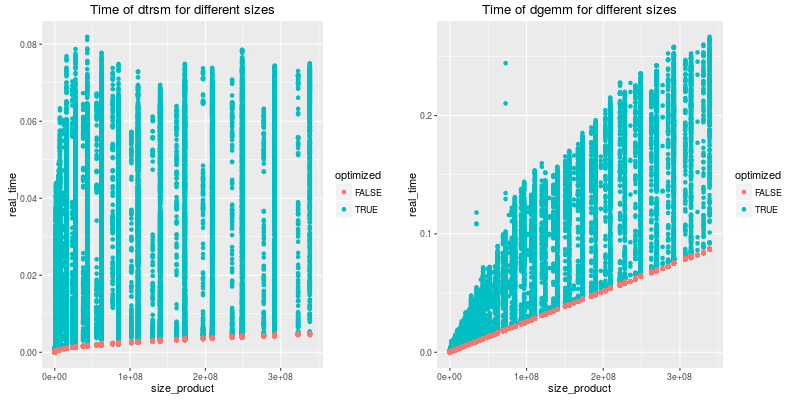 Time of dtrsm for different sizes
real_time
0.08
0.06
0.04
0.02
0.00
0e+00 1e+08 2e+08 3e+08
size_product
optimized
FALSE
TRUE
Time of dgemm for different sizes
real_time
0.2
0.1
0.0
0e+00 1e+08 2e+08 3e+08
size_product
optimized
FALSE
TRUE